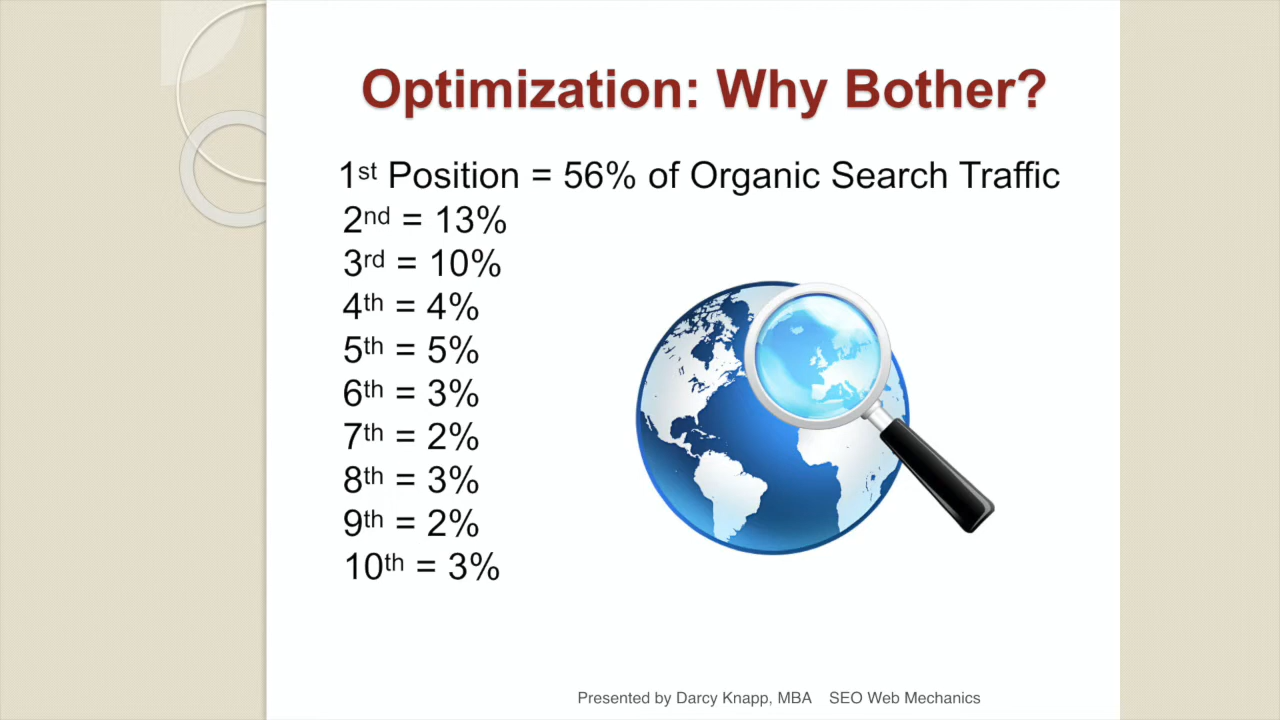 Optimization: Why Bother?
1st Position = 56% of Organic Search Traffic
2nd = 13%
3rd = 10%
4th = 4%
5th = 5%
6th = 3%
7th = 2%
8th = 3%
9th = 2%
10th = 3%
Presented by Darcy Knapp, MBA SEO Web Mechanics